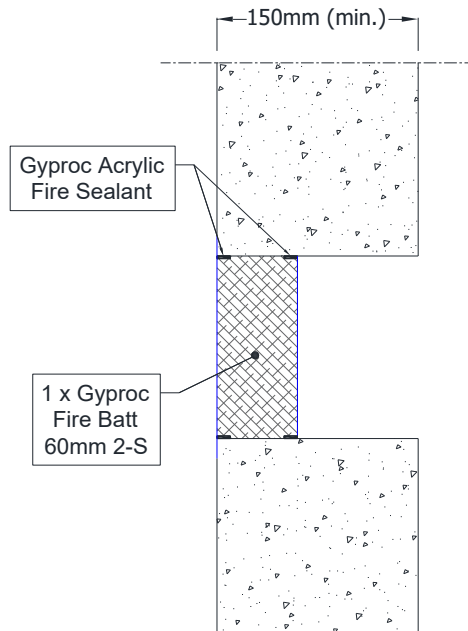 150mm (min.)
Gyproc Acrylic
Fire Sealant
1 x Gyproc
Fire Batt
60mm 2-S